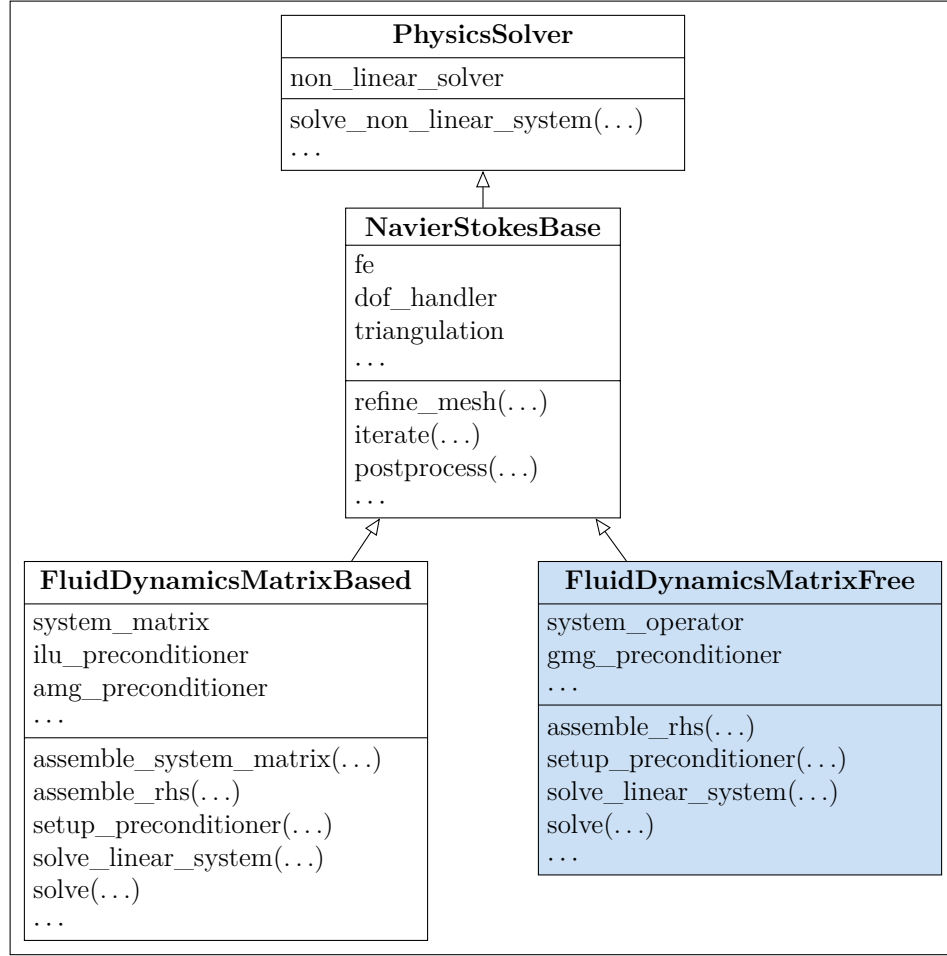 PhysicsSolver
non_linear_solver
solve_non_linear_system(...)
...
NavierStokesBase
fe
dof_handler
triangulation
...
refine_mesh(...)
iterate(...)
postprocess(...)
...
FluidDynamicsMatrixBased
system_matrix
ilu_preconditioner
amg_preconditioner
...
assemble_system_matrix(...)
assemble_rhs(...)
setup_preconditioner(...)
solve_linear_system(...)
solve(...)
...
FluidDynamicsMatrixFree
system_operator
gmg_preconditioner
...
assemble_rhs(...)
setup_preconditioner(...)
solve_linear_system(...)
solve(...)
...